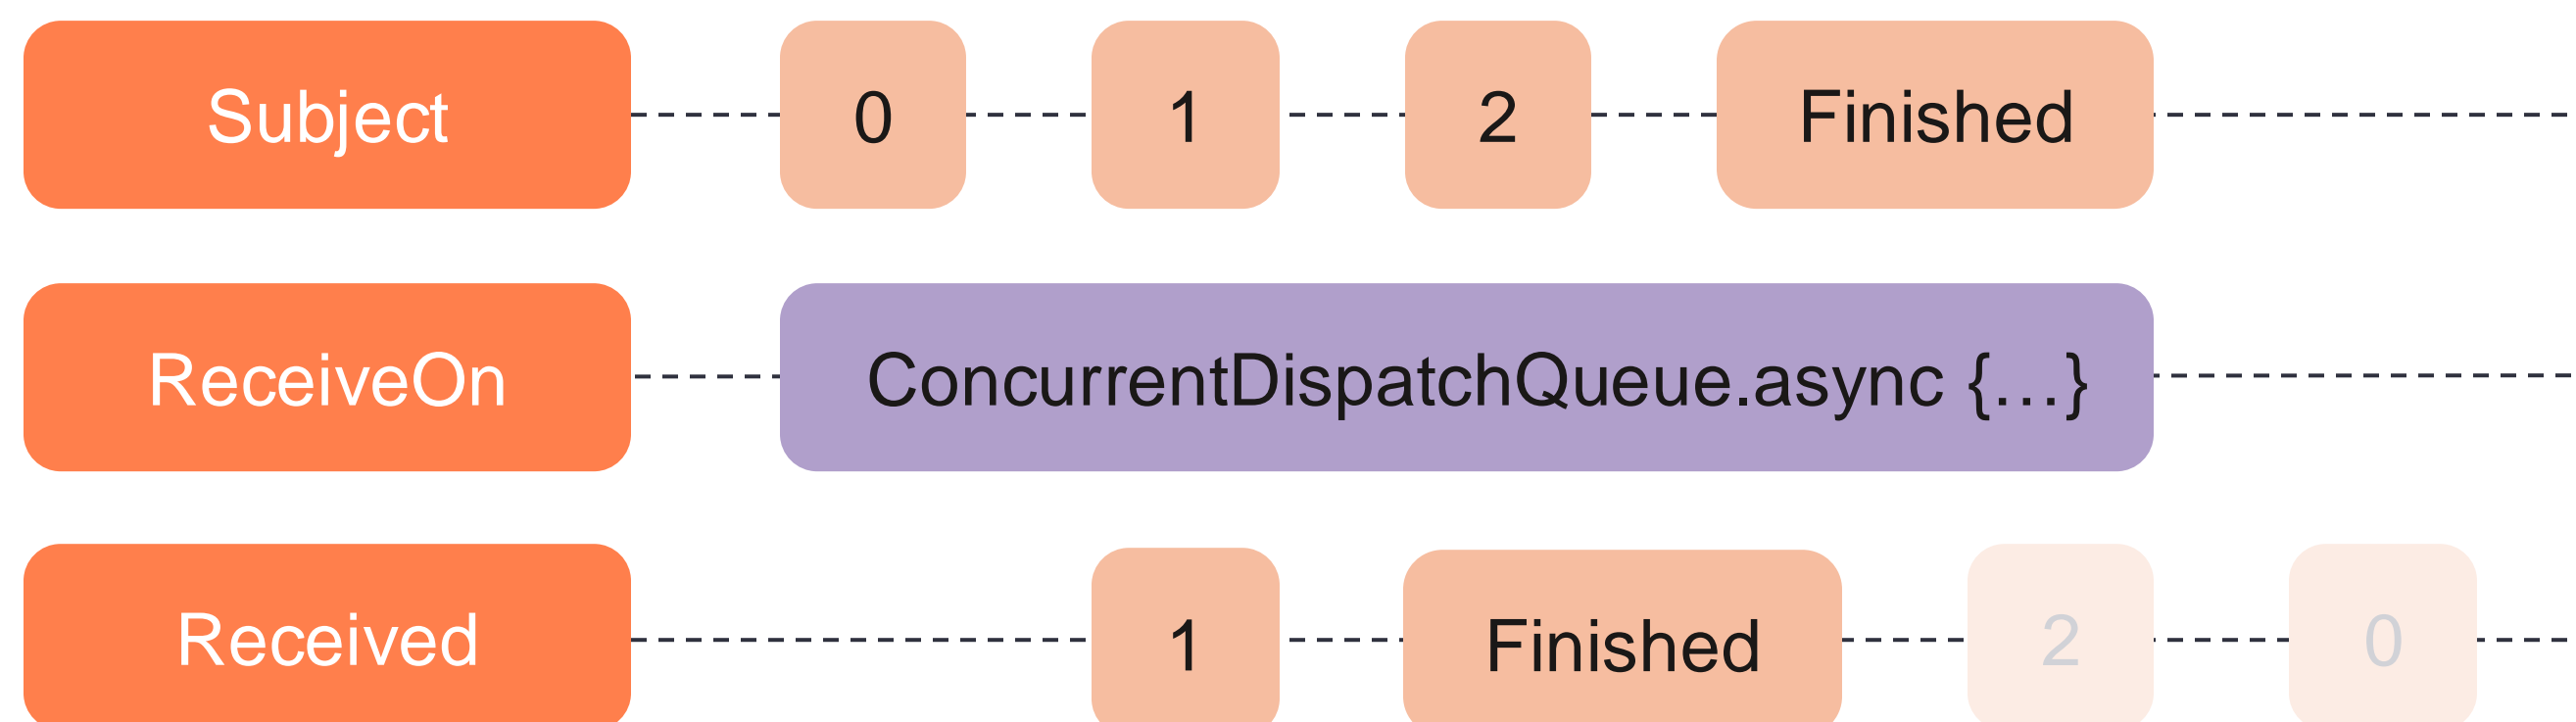 Subject 0 1 2 Finished
ReceiveOn ConcurrentDispatchQueue.async {…}
Received 1 Finished 2 0